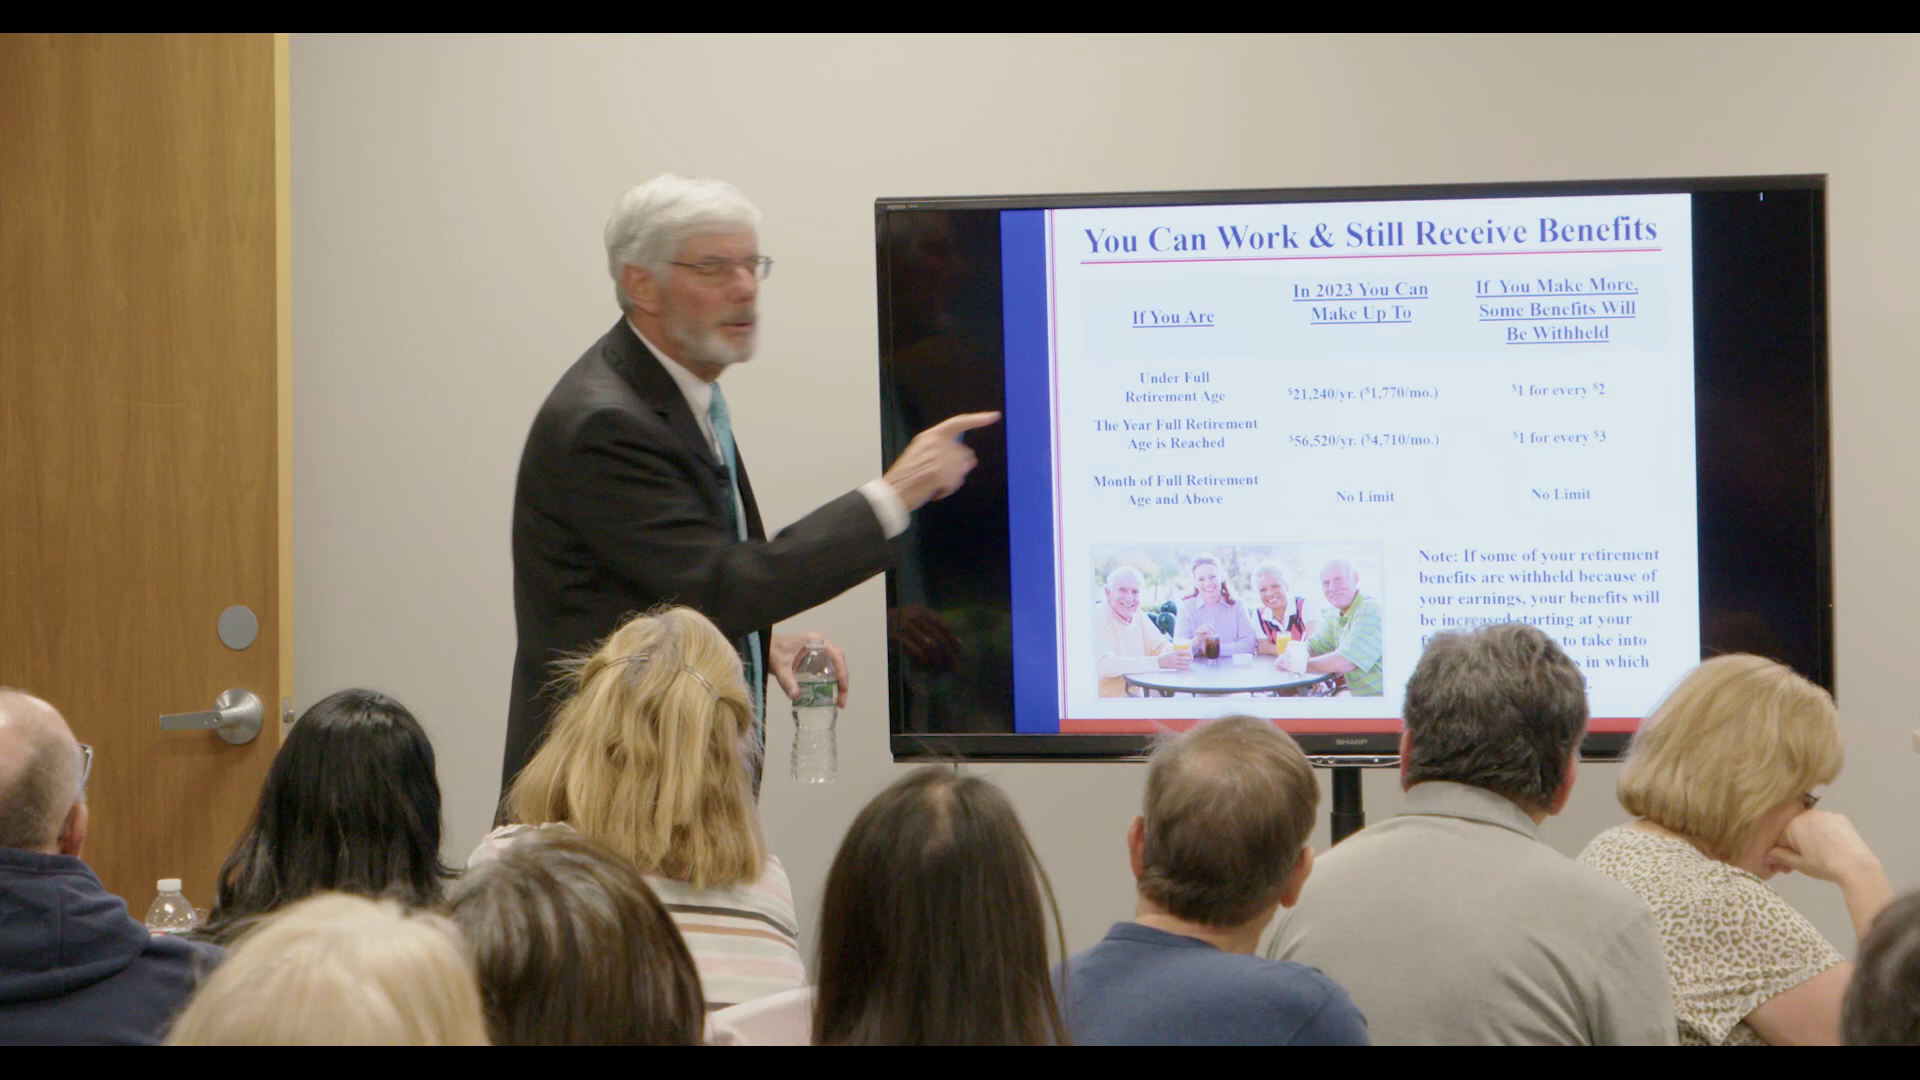 You Can Work & Still Receive Benefits
If You Are
In 2023 You Can
Make Up To
If You Make More,
Some Benefits Will
Be Withheld
Under Full
Retirement Age
$21,240/yr. ($1,770/mo.)
$1 for every $2
The Year Full Retirement
Age is Reached
$56,520/yr. ($4,710/mo.)
$1 for every $3
Month of Full Retirement
Age and Above
No Limit
No Limit
Note: If some of your retirement
benefits are withheld because of
your earnings, your benefits will
be increased starting at your
to take into
in which
SHARP